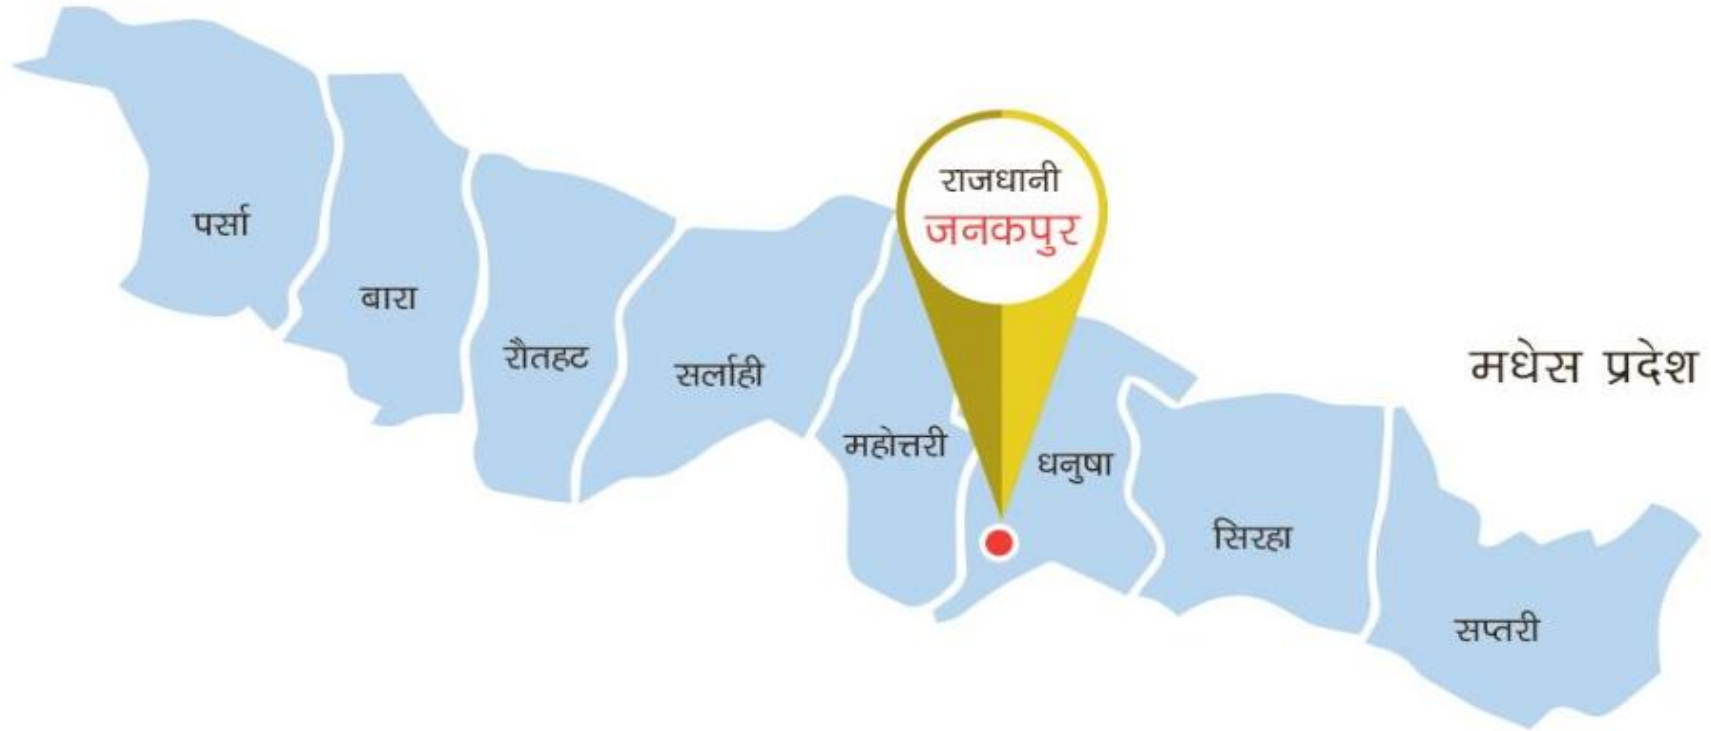 राजधानी
जनकपुर
पर्सा
बारा
रौतहट
सर्लाही
मधेस प्रदेश
महोत्तरी
धनुषा
सिरहा
सप्तरी